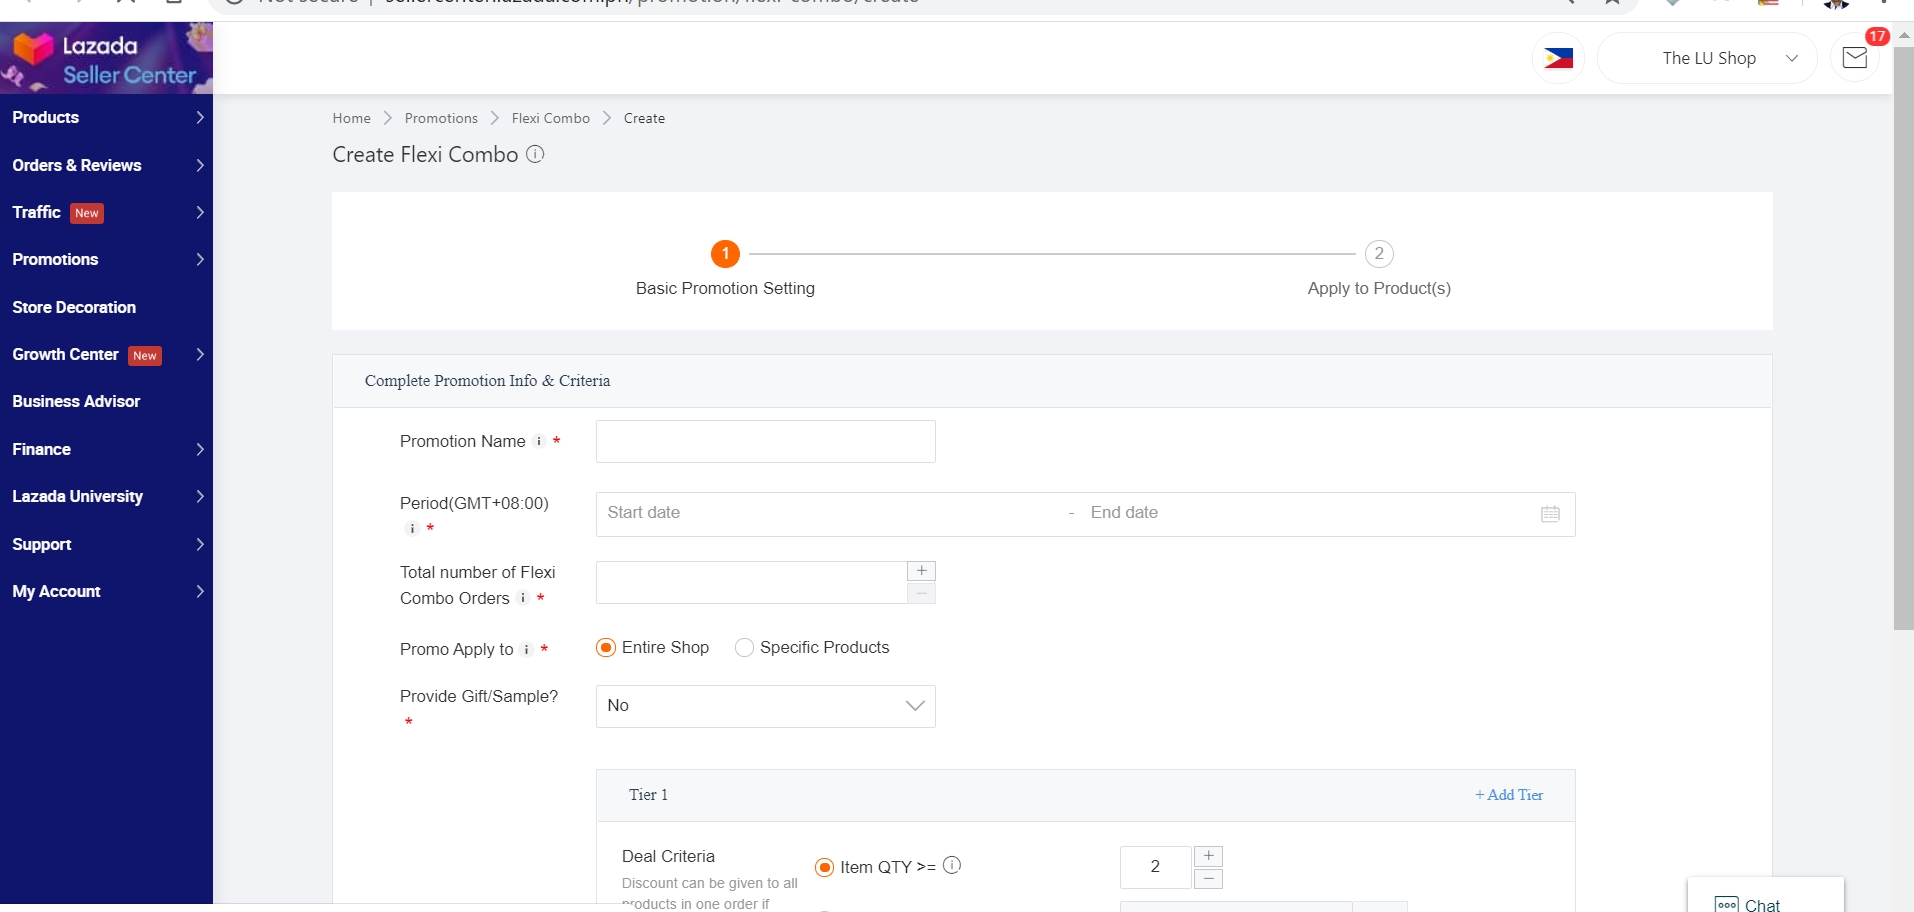 17
Lazada
Seller Center
The LU Shop
Products
Orders & Reviews
Traffic New
Promotions
Store Decoration
Growth Center New
Business Advisor
Finance
Lazada University
Support
My Account
Home > Promotions > Flexi Combo > Create
Create Flexi Combo
1
2
Basic Promotion Setting
Apply to Product(s)
Complete Promotion Info & Criteria
Promotion Name i *
Period(GMT+08:00)
i *
Start date - End date
Total number of Flexi
Combo Orders i *
Promo Apply to i *
Entire Shop
Specific Products
Provide Gift/Sample?
*
No
Tier 1
+ Add Tier
Deal Criteria
Item QTY >=
2
Discount can be given to all
products in one order if
Chat